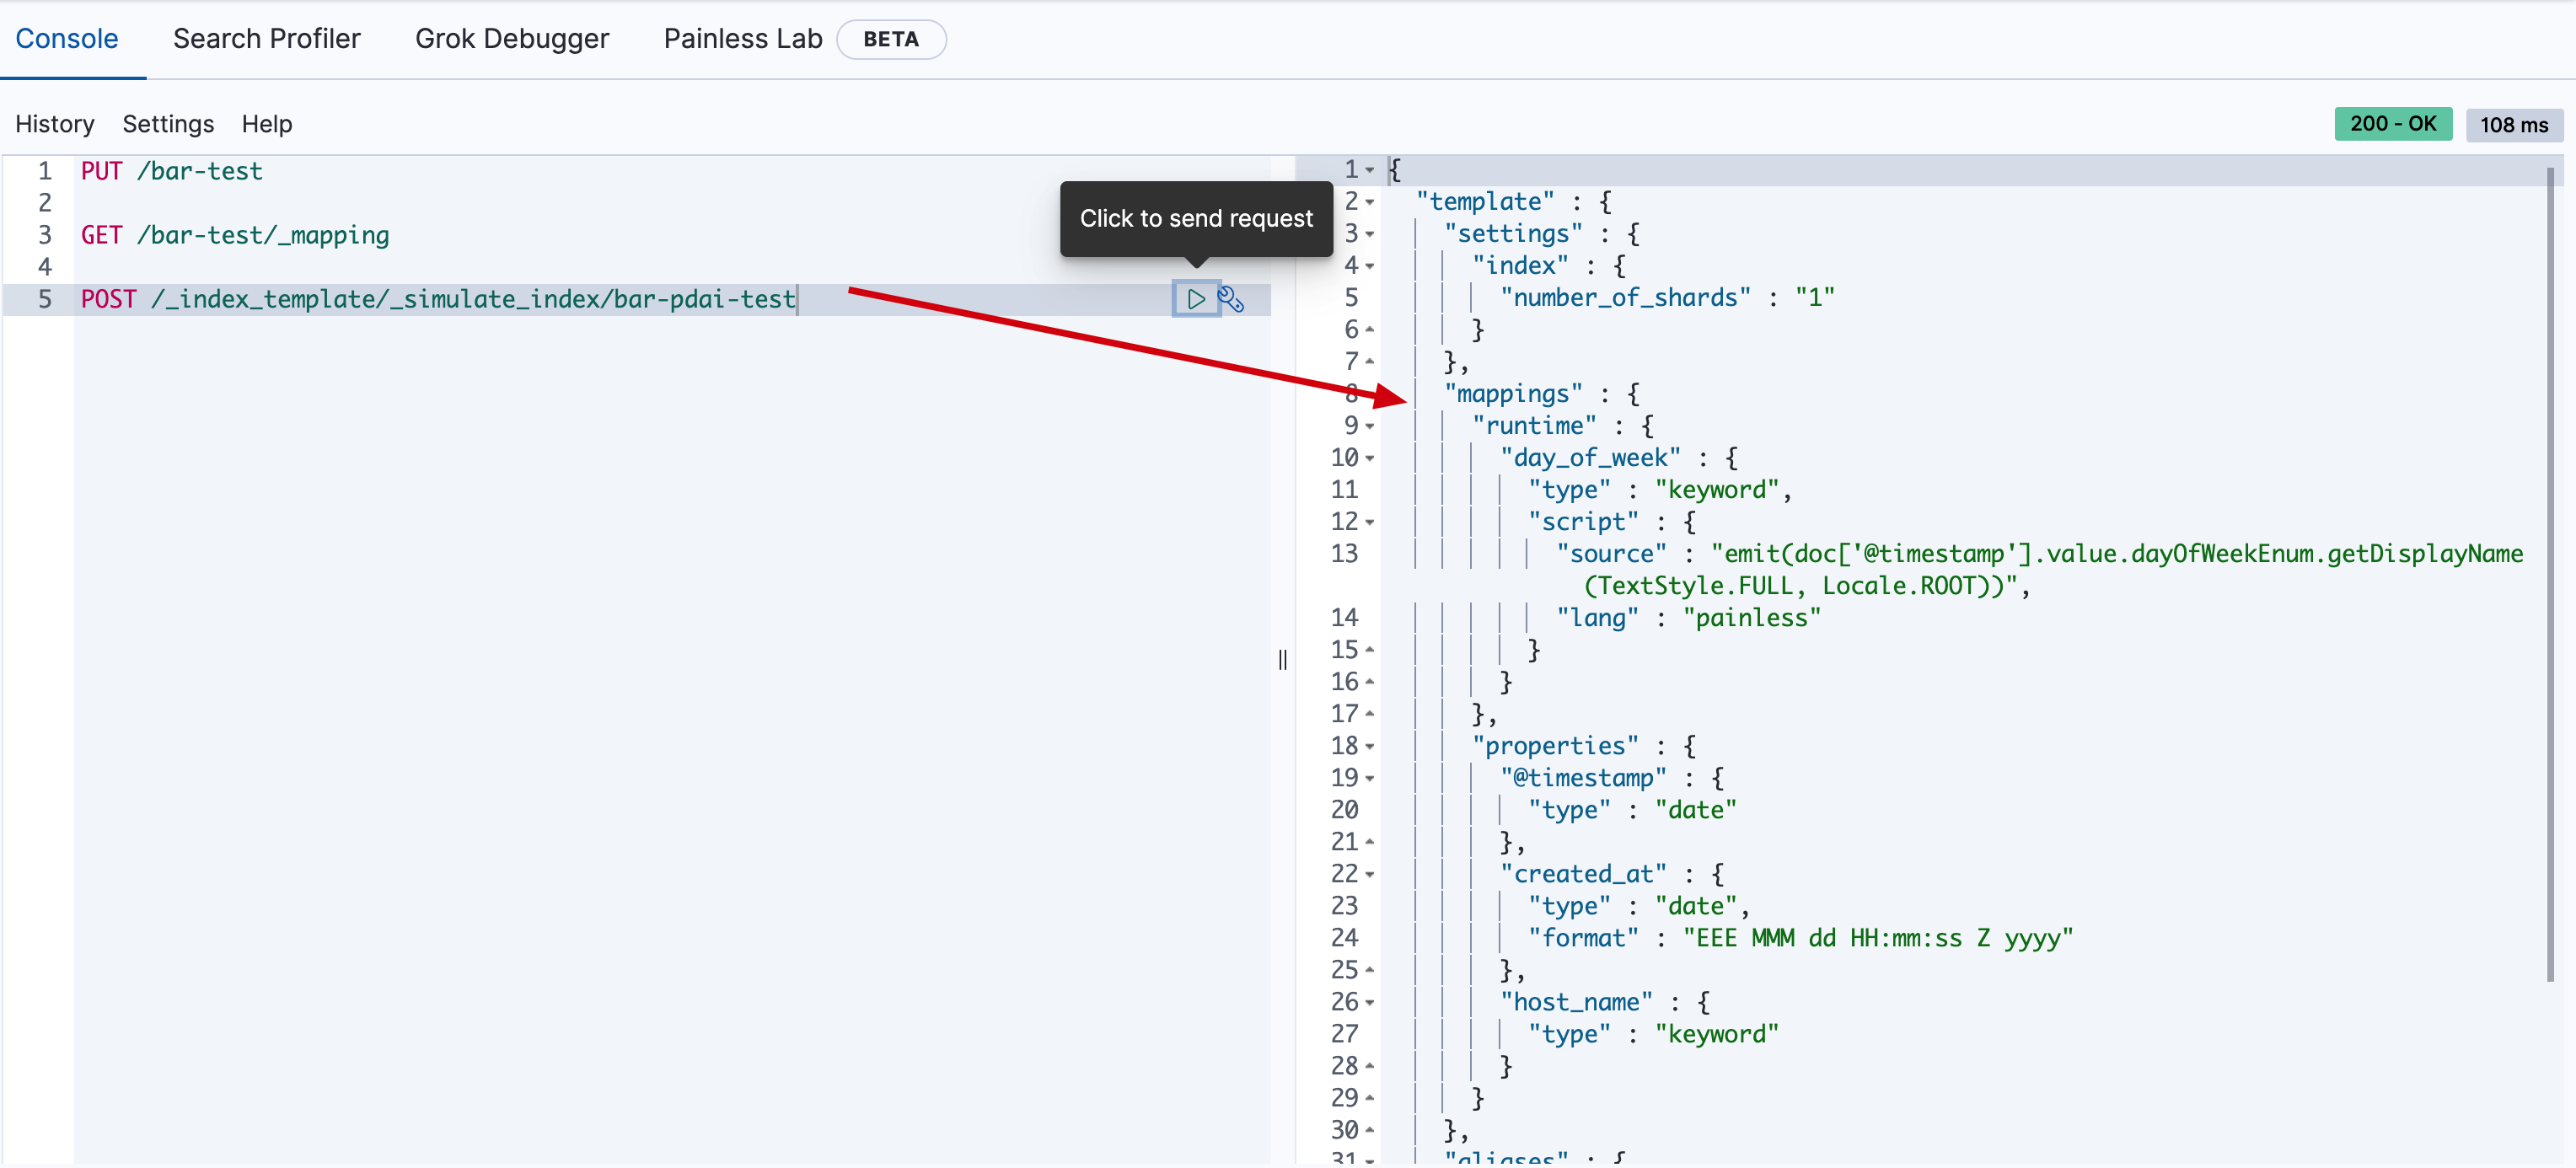 Console Search Profiler Grok Debugger Painless Lab BETA
History Settings Help
200 - OK 108 ms
1 PUT /bar-test
2
3 GET /bar-test/_mapping
4
5 POST /_index_template/_simulate_index/bar-pdai-test
Click to send request
1 {
2 "template" : {
3 "settings" : {
4 "index" : {
5 "number_of_shards" : "1"
6 }
7 },
8 "mappings" : {
9 "runtime" : {
10 "day_of_week" : {
11 "type" : "keyword",
12 "script" : {
13 "source" : "emit(doc['@timestamp'].value.dayOfWeekEnum.getDisplayName
(TextStyle.FULL, Locale.ROOT))",
14 "lang" : "painless"
15 }
16 }
17 },
18 "properties" : {
19 "@timestamp" : {
20 "type" : "date"
21 },
22 "created_at" : {
23 "type" : "date",
24 "format" : "EEE MMM dd HH:mm:ss Z yyyy"
25 },
26 "host_name" : {
27 "type" : "keyword"
28 }
29 }
30 },
31 "aliases" : {